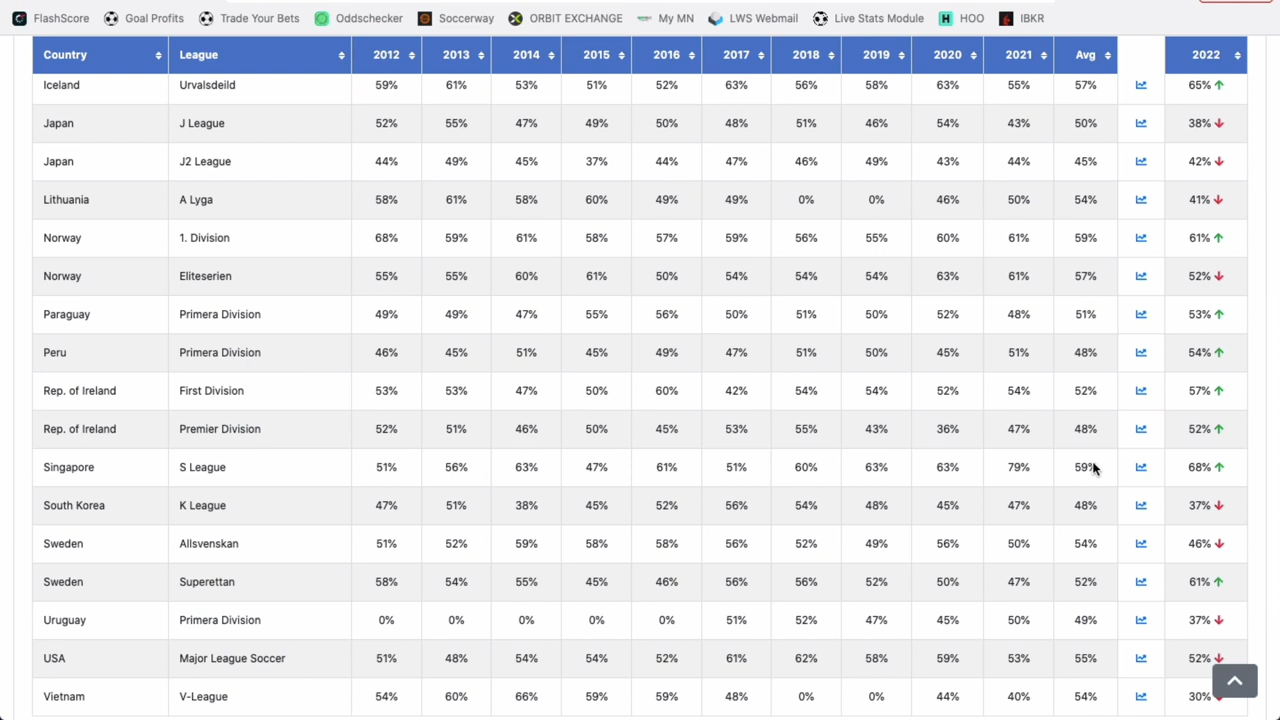 FlashScore Goal Profits Trade Your Bets Oddschecker Soccerway ORBIT EXCHANGE My MN LWS Webmail Live Stats Module HOO IBKR
Country League 2012 2013 2014 2015 2016 2017 2018 2019 2020 2021 Avg 2022
Iceland Urvalsdeild 59% 61% 53% 51% 52% 63% 56% 58% 63% 55% 57% 65%
Japan J League 52% 55% 47% 49% 50% 48% 51% 46% 54% 43% 50% 38%
Japan J2 League 44% 49% 45% 37% 44% 47% 46% 49% 43% 44% 45% 42%
Lithuania A Lyga 58% 61% 58% 60% 49% 49% 0% 0% 46% 50% 54% 41%
Norway 1. Division 68% 59% 61% 58% 57% 59% 56% 55% 60% 61% 59% 61%
Norway Eliteserien 55% 55% 60% 61% 50% 54% 54% 54% 63% 61% 57% 52%
Paraguay Primera Division 49% 49% 47% 55% 56% 50% 51% 50% 52% 48% 51% 53%
Peru Primera Division 46% 45% 51% 45% 49% 47% 51% 50% 45% 51% 48% 54%
Rep. of Ireland First Division 53% 53% 47% 50% 60% 42% 54% 54% 52% 54% 52% 57%
Rep. of Ireland Premier Division 52% 51% 46% 50% 45% 53% 55% 43% 36% 47% 48% 52%
Singapore S League 51% 56% 63% 47% 61% 51% 60% 63% 63% 79% 59% 68%
South Korea K League 47% 51% 38% 45% 52% 56% 54% 48% 45% 47% 48% 37%
Sweden Allsvenskan 51% 52% 59% 58% 58% 56% 52% 49% 56% 50% 54% 46%
Sweden Superettan 58% 54% 55% 45% 46% 56% 56% 52% 50% 47% 52% 61%
Uruguay Primera Division 0% 0% 0% 0% 0% 51% 52% 47% 45% 50% 49% 37%
USA Major League Soccer 51% 48% 54% 54% 52% 61% 62% 58% 59% 53% 55% 52%
Vietnam V-League 54% 60% 66% 59% 59% 48% 0% 0% 44% 40% 54% 30%